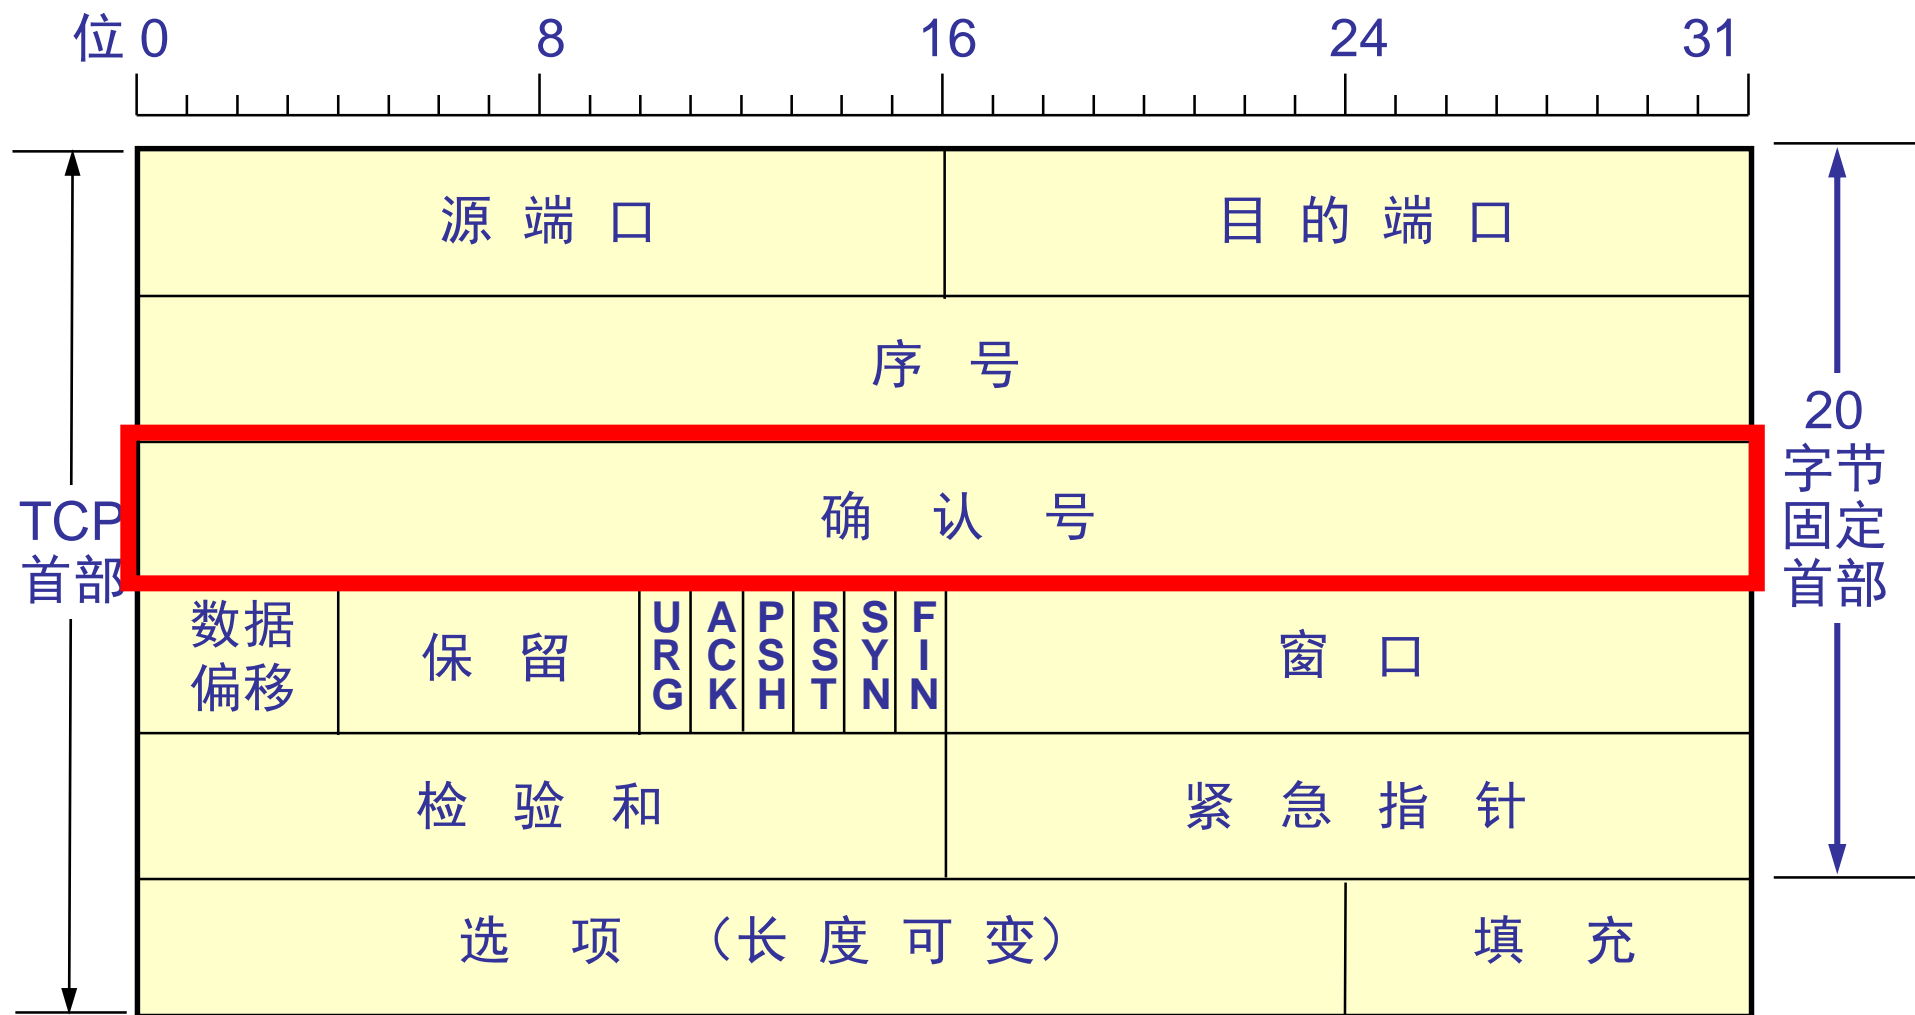 位 0 8 16 24 31
源端口 目的端口
序号
确认号
TCP
首部
20
字节
固定
首部
数据
偏移
保留
URG
ACK
PSH
RST
SYN
FIN
窗口
检验和 紧急指针
选项（长度可变） 填充